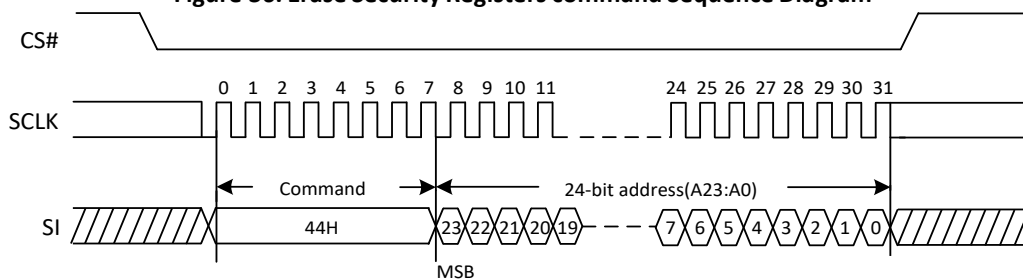 Figure 36. Erase Security Registers command Sequence Diagram
CS#
0 1 2 3 4 5 6 7 8 9 10 11 24 25 26 27 28 29 30 31
SCLK
Command 24-bit address(A23:A0)
SI 44H 23 22 21 20 19 7 6 5 4 3 2 1 0
MSB